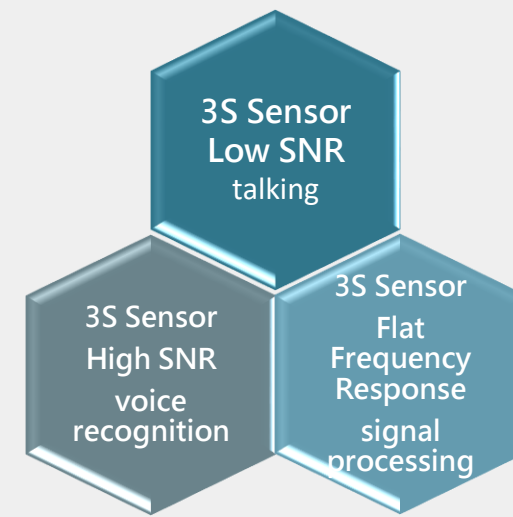 3S Sensor
Low SNR
talking
3S Sensor
High SNR
voice
recognition
3S Sensor
Flat
Frequency
Response
signal
processing